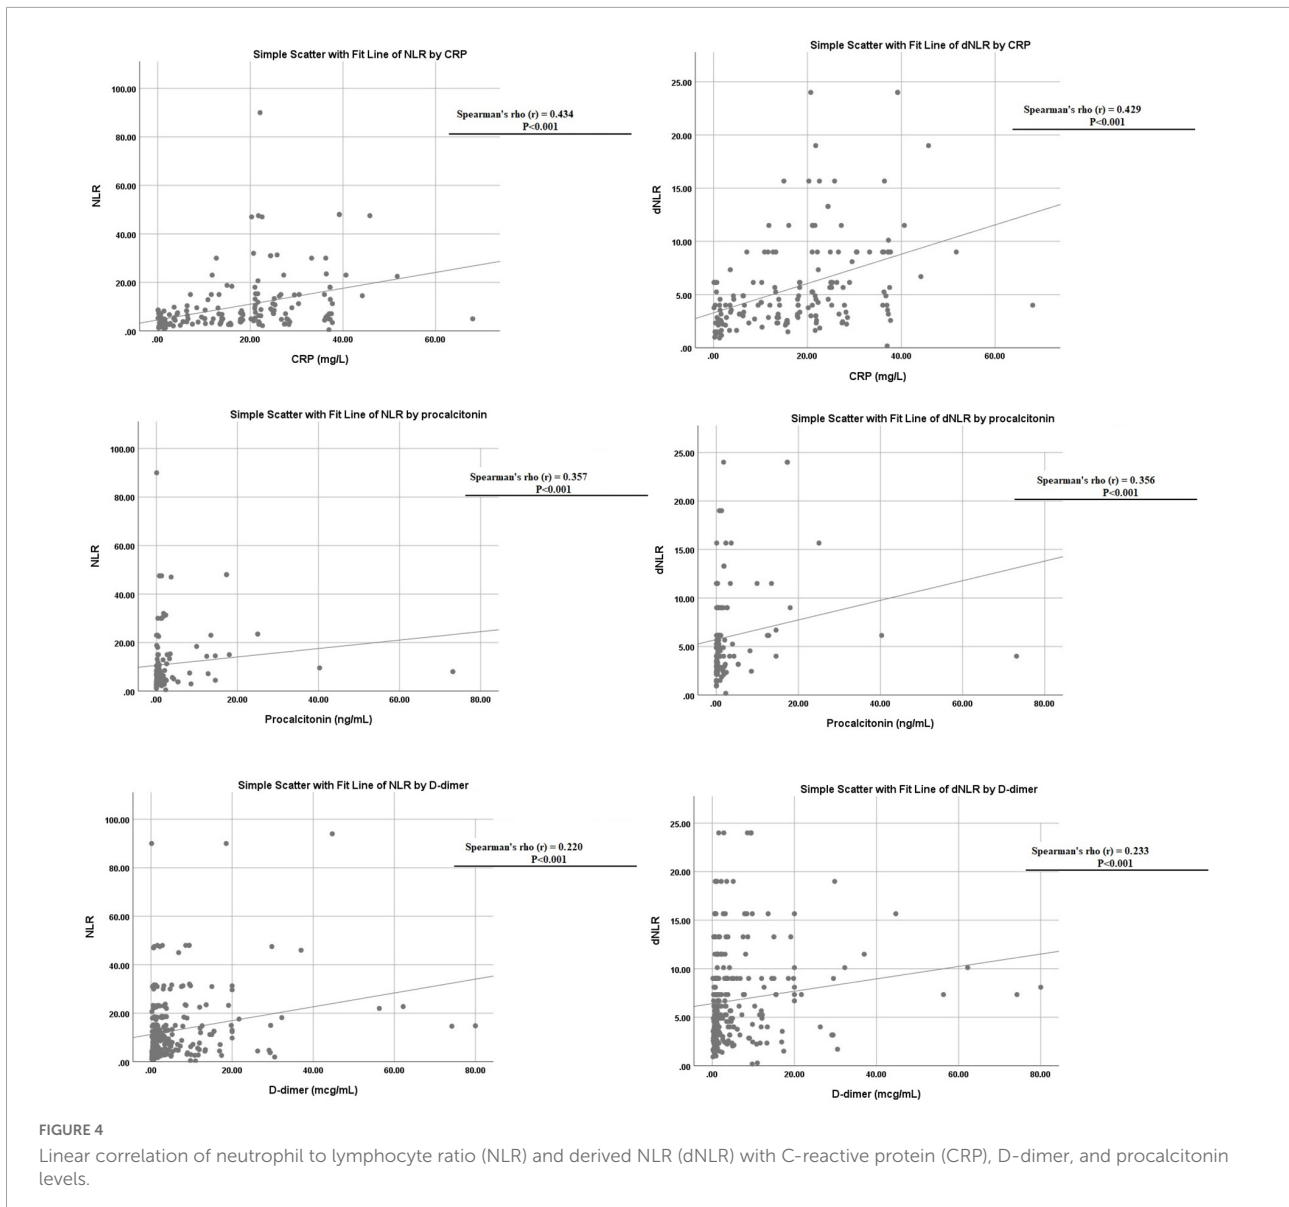 Simple Scatter with Fit Line of NLR by CRP
100.00
80.00
60.00
40.00
20.00
.00
NLR
.00 20.00 40.00 60.00
CRP (mg/L)
Spearman's rho (r) = 0.434
P<0.001
Simple Scatter with Fit Line of dNLR by CRP
25.00
20.00
15.00
10.00
5.00
.00
dNLR
.00 20.00 40.00 60.00
CRP (mg/L)
Spearman's rho (r) = 0.429
P<0.001
Simple Scatter with Fit Line of NLR by procalcitonin
100.00
80.00
60.00
40.00
20.00
.00
NLR
.00 20.00 40.00 60.00 80.00
Procalcitonin (ng/mL)
Spearman's rho (r) = 0.357
P<0.001
Simple Scatter with Fit Line of dNLR by procalcitonin
25.00
20.00
15.00
10.00
5.00
.00
dNLR
.00 20.00 40.00 60.00 80.00
Procalcitonin (ng/mL)
Spearman's rho (r) = 0.356
P<0.001
Simple Scatter with Fit Line of NLR by D-dimer
100.00
80.00
60.00
40.00
20.00
.00
NLR
.00 20.00 40.00 60.00 80.00
D-dimer (mcg/mL)
Spearman's rho (r) = 0.220
P<0.001
Simple Scatter with Fit Line of dNLR by D-dimer
25.00
20.00
15.00
10.00
5.00
.00
dNLR
.00 20.00 40.00 60.00 80.00
D-dimer (mcg/mL)
Spearman's rho (r) = 0.233
P<0.001
FIGURE 4
Linear correlation of neutrophil to lymphocyte ratio (NLR) and derived NLR (dNLR) with C-reactive protein (CRP), D-dimer, and procalcitonin
levels.